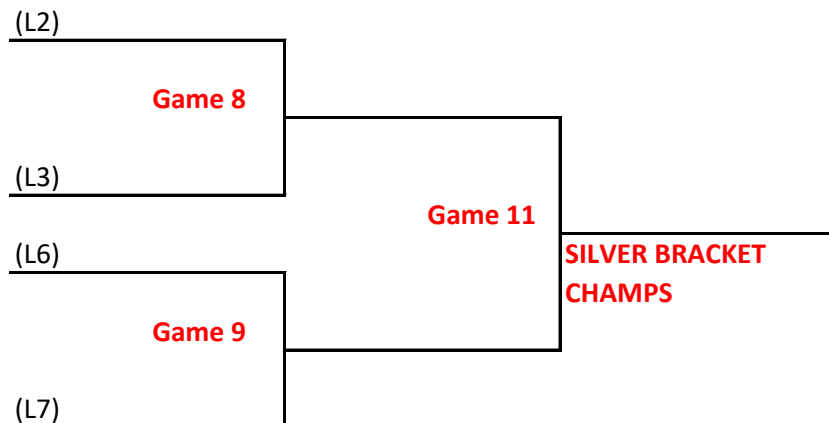 (L2)
Game 8
(L3)
Game 11
(L6)
SILVER BRACKET
CHAMPS
Game 9
(L7)